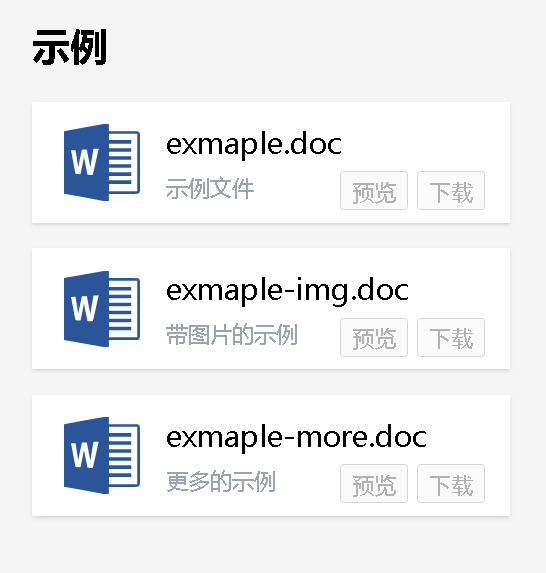 示例
W
exmaple.doc
示例文件
预览 下载
W
exmaple-img.doc
带图片的示例
预览 下载
W
exmaple-more.doc
更多的示例
预览 下载